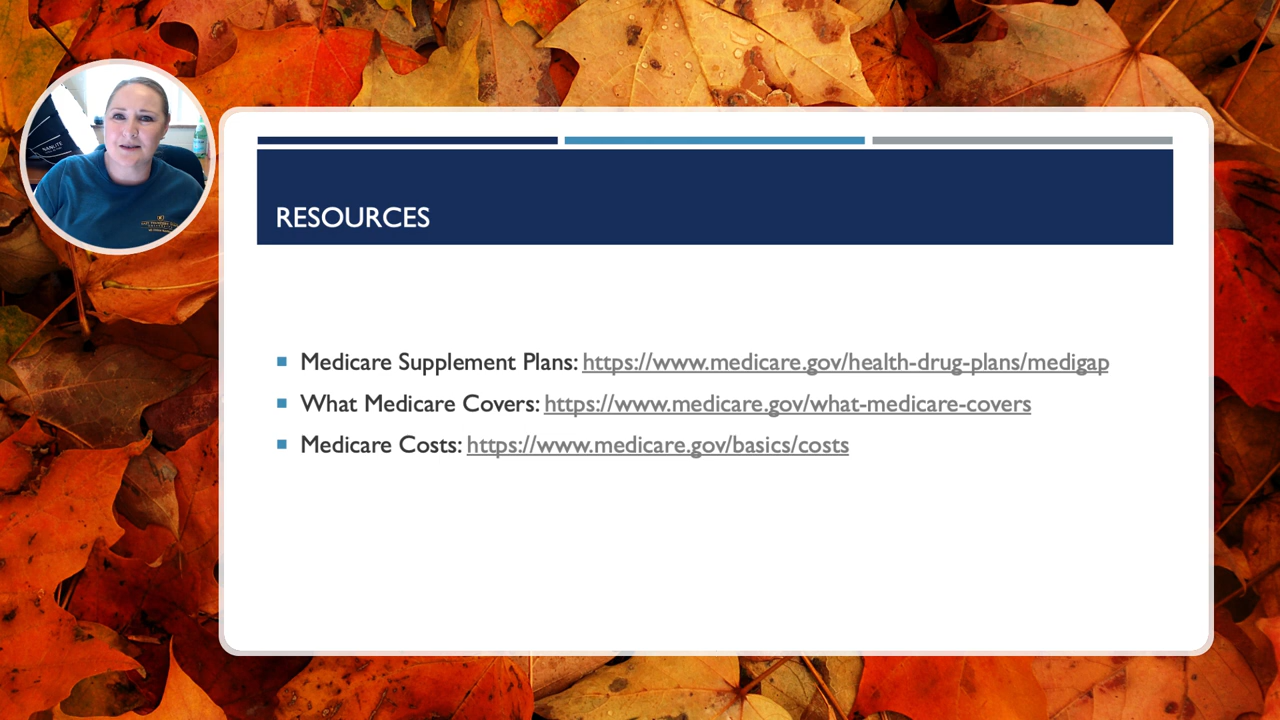 NANLITE
RESOURCES
Medicare Supplement Plans: https://www.medicare.gov/health-drug-plans/medigap
What Medicare Covers: https://www.medicare.gov/what-medicare-covers
Medicare Costs: https://www.medicare.gov/basics/costs